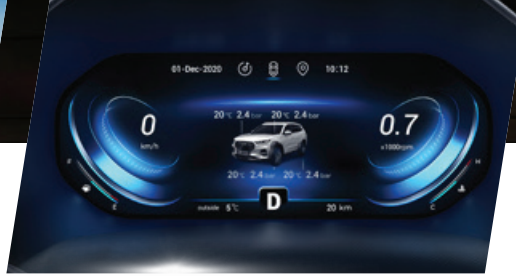 01-Dec-2020 10:12
20℃ 2.4 bar 20℃ 2.4 bar
0 0.7
km/h x1000rpm
F H
20℃ 2.4 bar 20℃ 2.4 bar
E C
outside 5℃ D 20 km